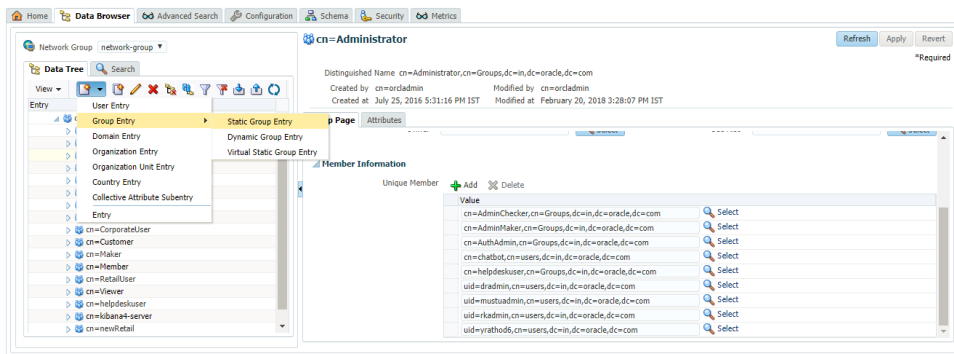 Home Data Browser Advanced Search Configuration Schema Security Metrics
Network Group network-group
Data Tree Search
View
Entry
User Entry
Group Entry
Domain Entry
Organization Entry
Organization Unit Entry
Country Entry
Collective Attribute Subentry
Entry
Static Group Entry
Dynamic Group Entry
Virtual Static Group Entry
cn=CorporateUser
cn=Customer
cn=Maker
cn=Member
cn=RetailUser
cn=Viewer
cn=helpdeskuser
cn=kibana4-server
cn=newRetail
cn=Administrator
Refresh Apply Revert
*Required
Distinguished Name cn=Administrator,cn=Groups,dc=in,dc=oracle,dc=com
Created by cn=orcladmin Modified by cn=orcladmin
Created at July 25, 2016 5:31:16 PM IST Modified at February 20, 2018 3:28:07 PM IST
Page Attributes
Member Information
Unique Member Add Delete
Value
cn=AdminChecker,cn=Groups,dc=in,dc=oracle,dc=com Select
cn=AdminMaker,cn=Groups,dc=in,dc=oracle,dc=com Select
cn=AuthAdmin,cn=Groups,dc=in,dc=oracle,dc=com Select
cn=chatbot,cn=users,dc=in,dc=oracle,dc=com Select
cn=helpdeskuser,cn=Groups,dc=in,dc=oracle,dc=com Select
uid=dradmin,cn=users,dc=in,dc=oracle,dc=com Select
uid=mustuadmin,cn=users,dc=in,dc=oracle,dc=com Select
uid=rkadmin,cn=users,dc=in,dc=oracle,dc=com Select
uid=yrathod6,cn=users,dc=in,dc=oracle,dc=com Select